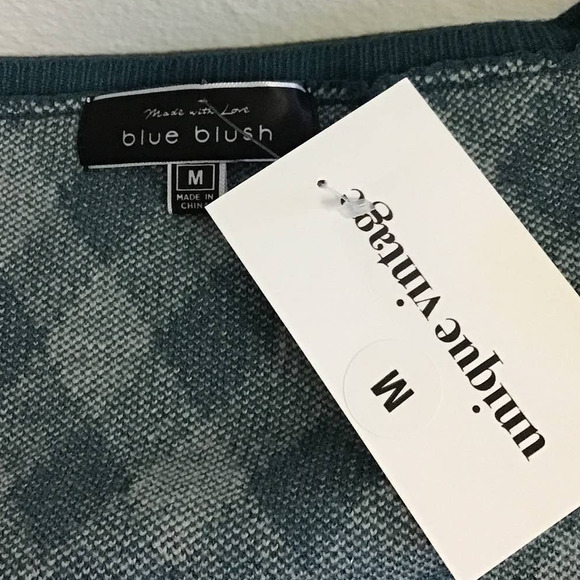 Made with Love
blue blush
M
MADE IN
CHINA
unique vintage
M